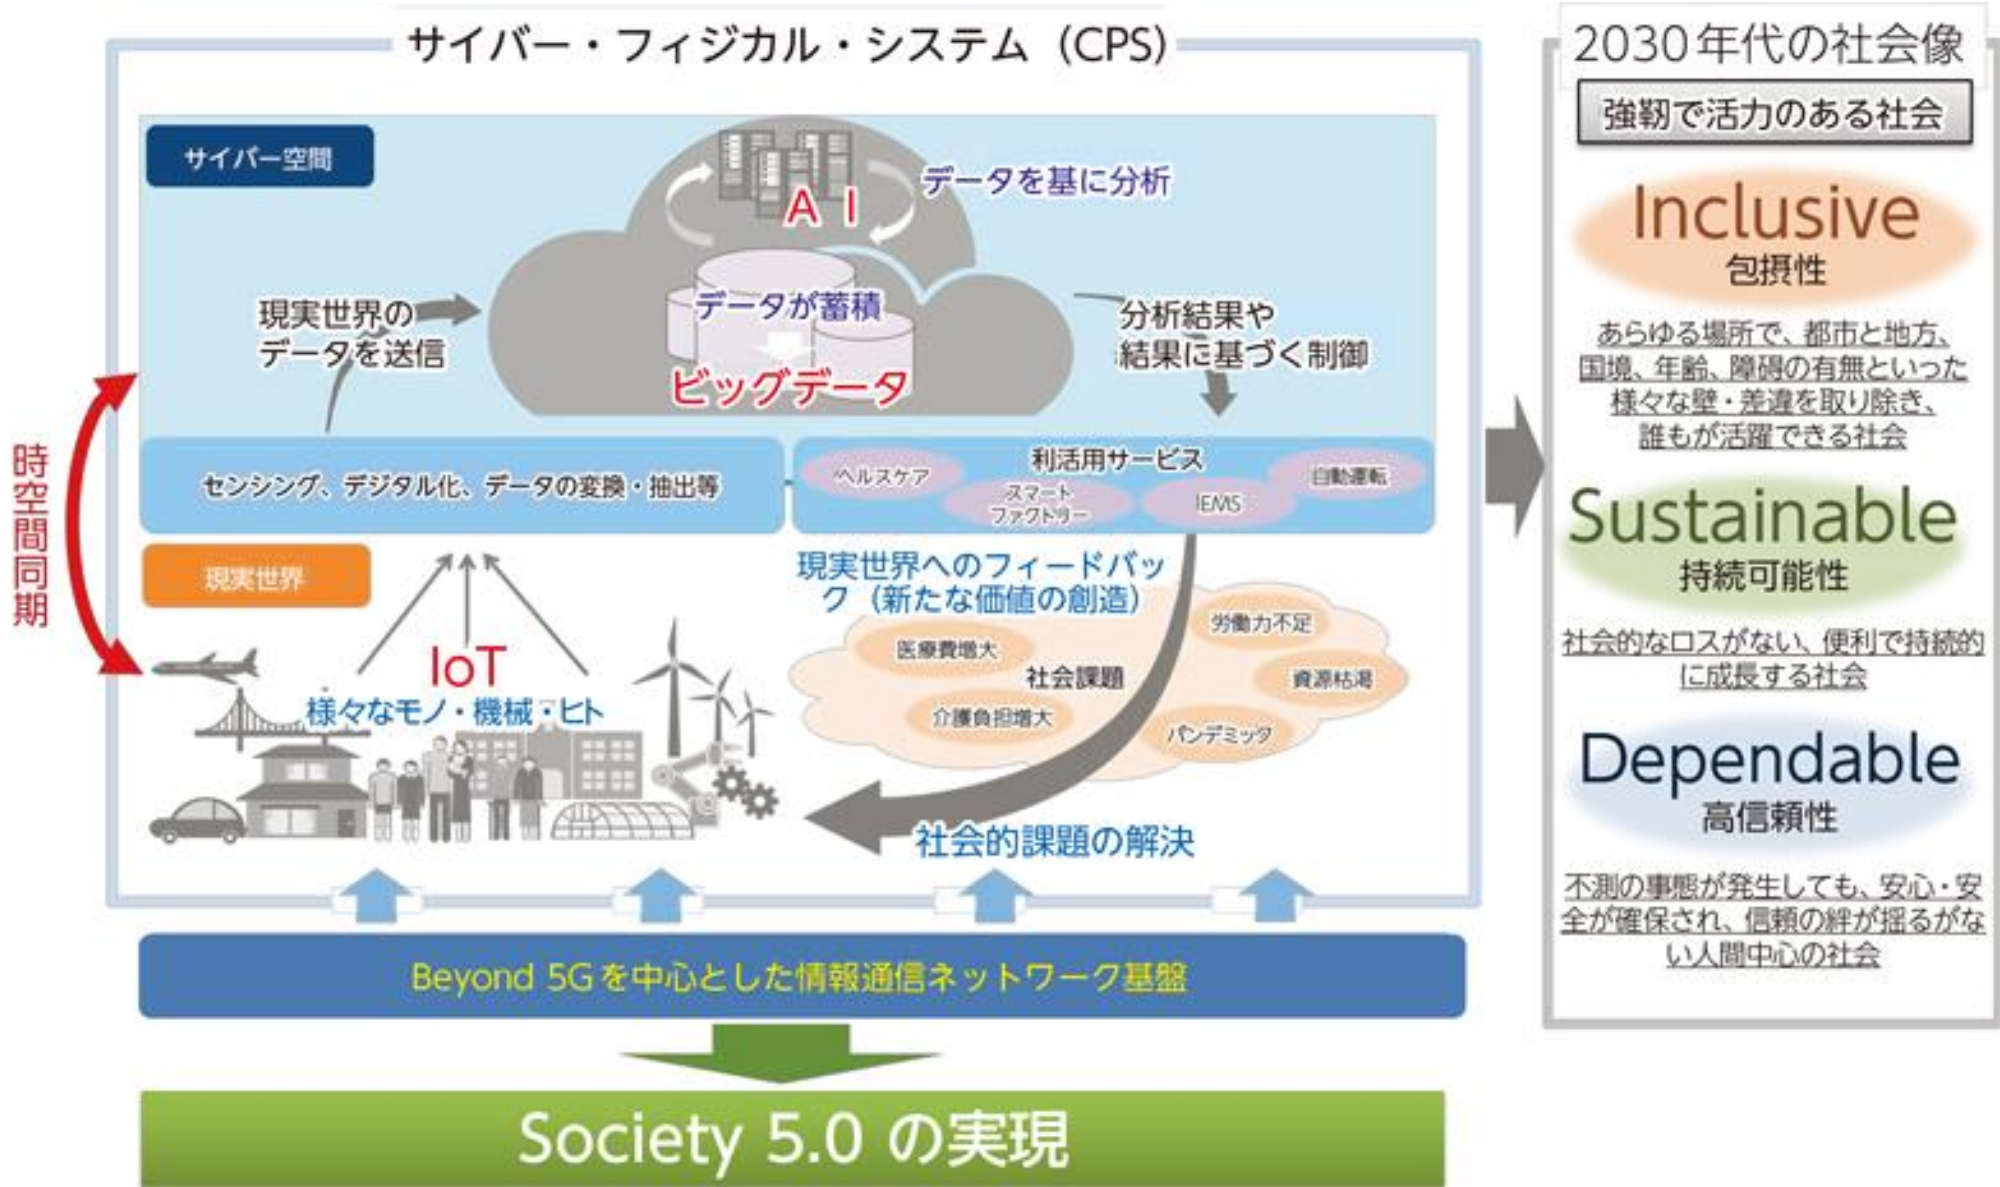 サイバー・フィジカル・システム（CPS）
サイバー空間
AI
データを基に分析
データが蓄積
ビッグデータ
現実世界の
データを送信
分析結果や
結果に基づく制御
時空間同期
センシング、デジタル化、データの変換・抽出等
利活用サービス
ヘルスケア
スマート
ファクトリー
IEMS
自動運転
現実世界
IoT
様々なモノ・機械・ヒト
現実世界へのフィードバッ
ク（新たな価値の創造）
医療費増大
労働力不足
社会課題
資源枯渇
介護負担増大
パンデミック
社会的課題の解決
Beyond 5Gを中心とした情報通信ネットワーク基盤
Society 5.0 の実現
2030年代の社会像
強靭で活力のある社会
Inclusive
包摂性
あらゆる場所で、都市と地方、
国境、年齢、障碍の有無といった
様々な壁・差違を取り除き、
誰もが活躍できる社会
Sustainable
持続可能性
社会的なロスがない、便利で持続的
に成長する社会
Dependable
高信頼性
不測の事態が発生しても、安心・安
全が確保され、信頼の絆が揺るがな
い人間中心の社会